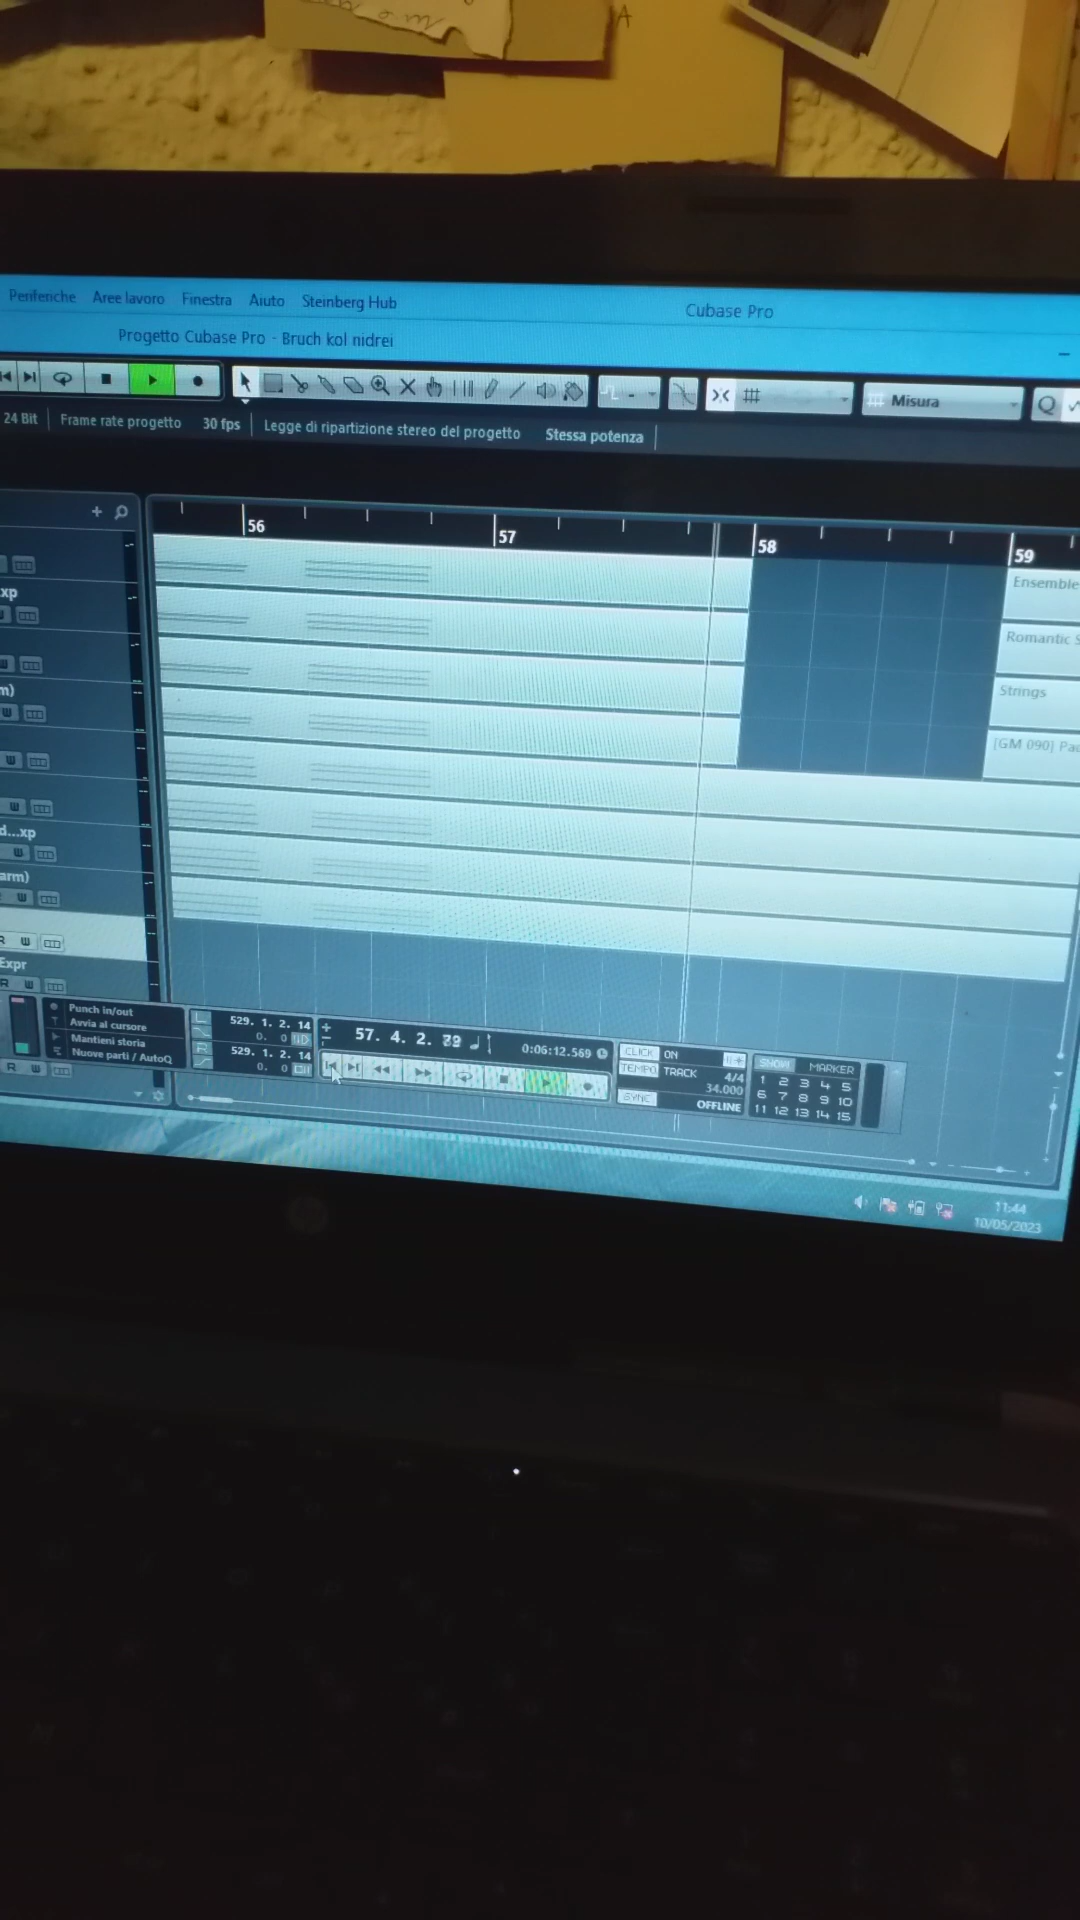 A
Periferiche Aree lavoro Finestra Aiuto Steinberg Hub
Cubase Pro
Progetto Cubase Pro - Bruch kol nidrei
Misura
Q
24 Bit Frame rate progetto 30 fps Legge di ripartizione stereo del progetto Stessa potenza
56 57 58 59
Ensemble
xp
Romantic S
W
Strings
m)
W
[GM 090] Pad
W
W
d...xp
W
arm)
W
R W
Expr
R W
Punch in/out
Avvia al cursore
Mantieni storia
Nuove parti / AutoQ
R W
L 529. 1. 2. 14
0. 0
R 529. 1. 2. 14
0. 0
57. 4. 2.
0:06:12.569
CLICK ON
TEMPO TRACK 4/4
34.000
SYNC OFFLINE
SHOW MARKER
1 2 3 4 5
6 7 8 9 10
11 12 13 14 15
11:44
10/05/2023